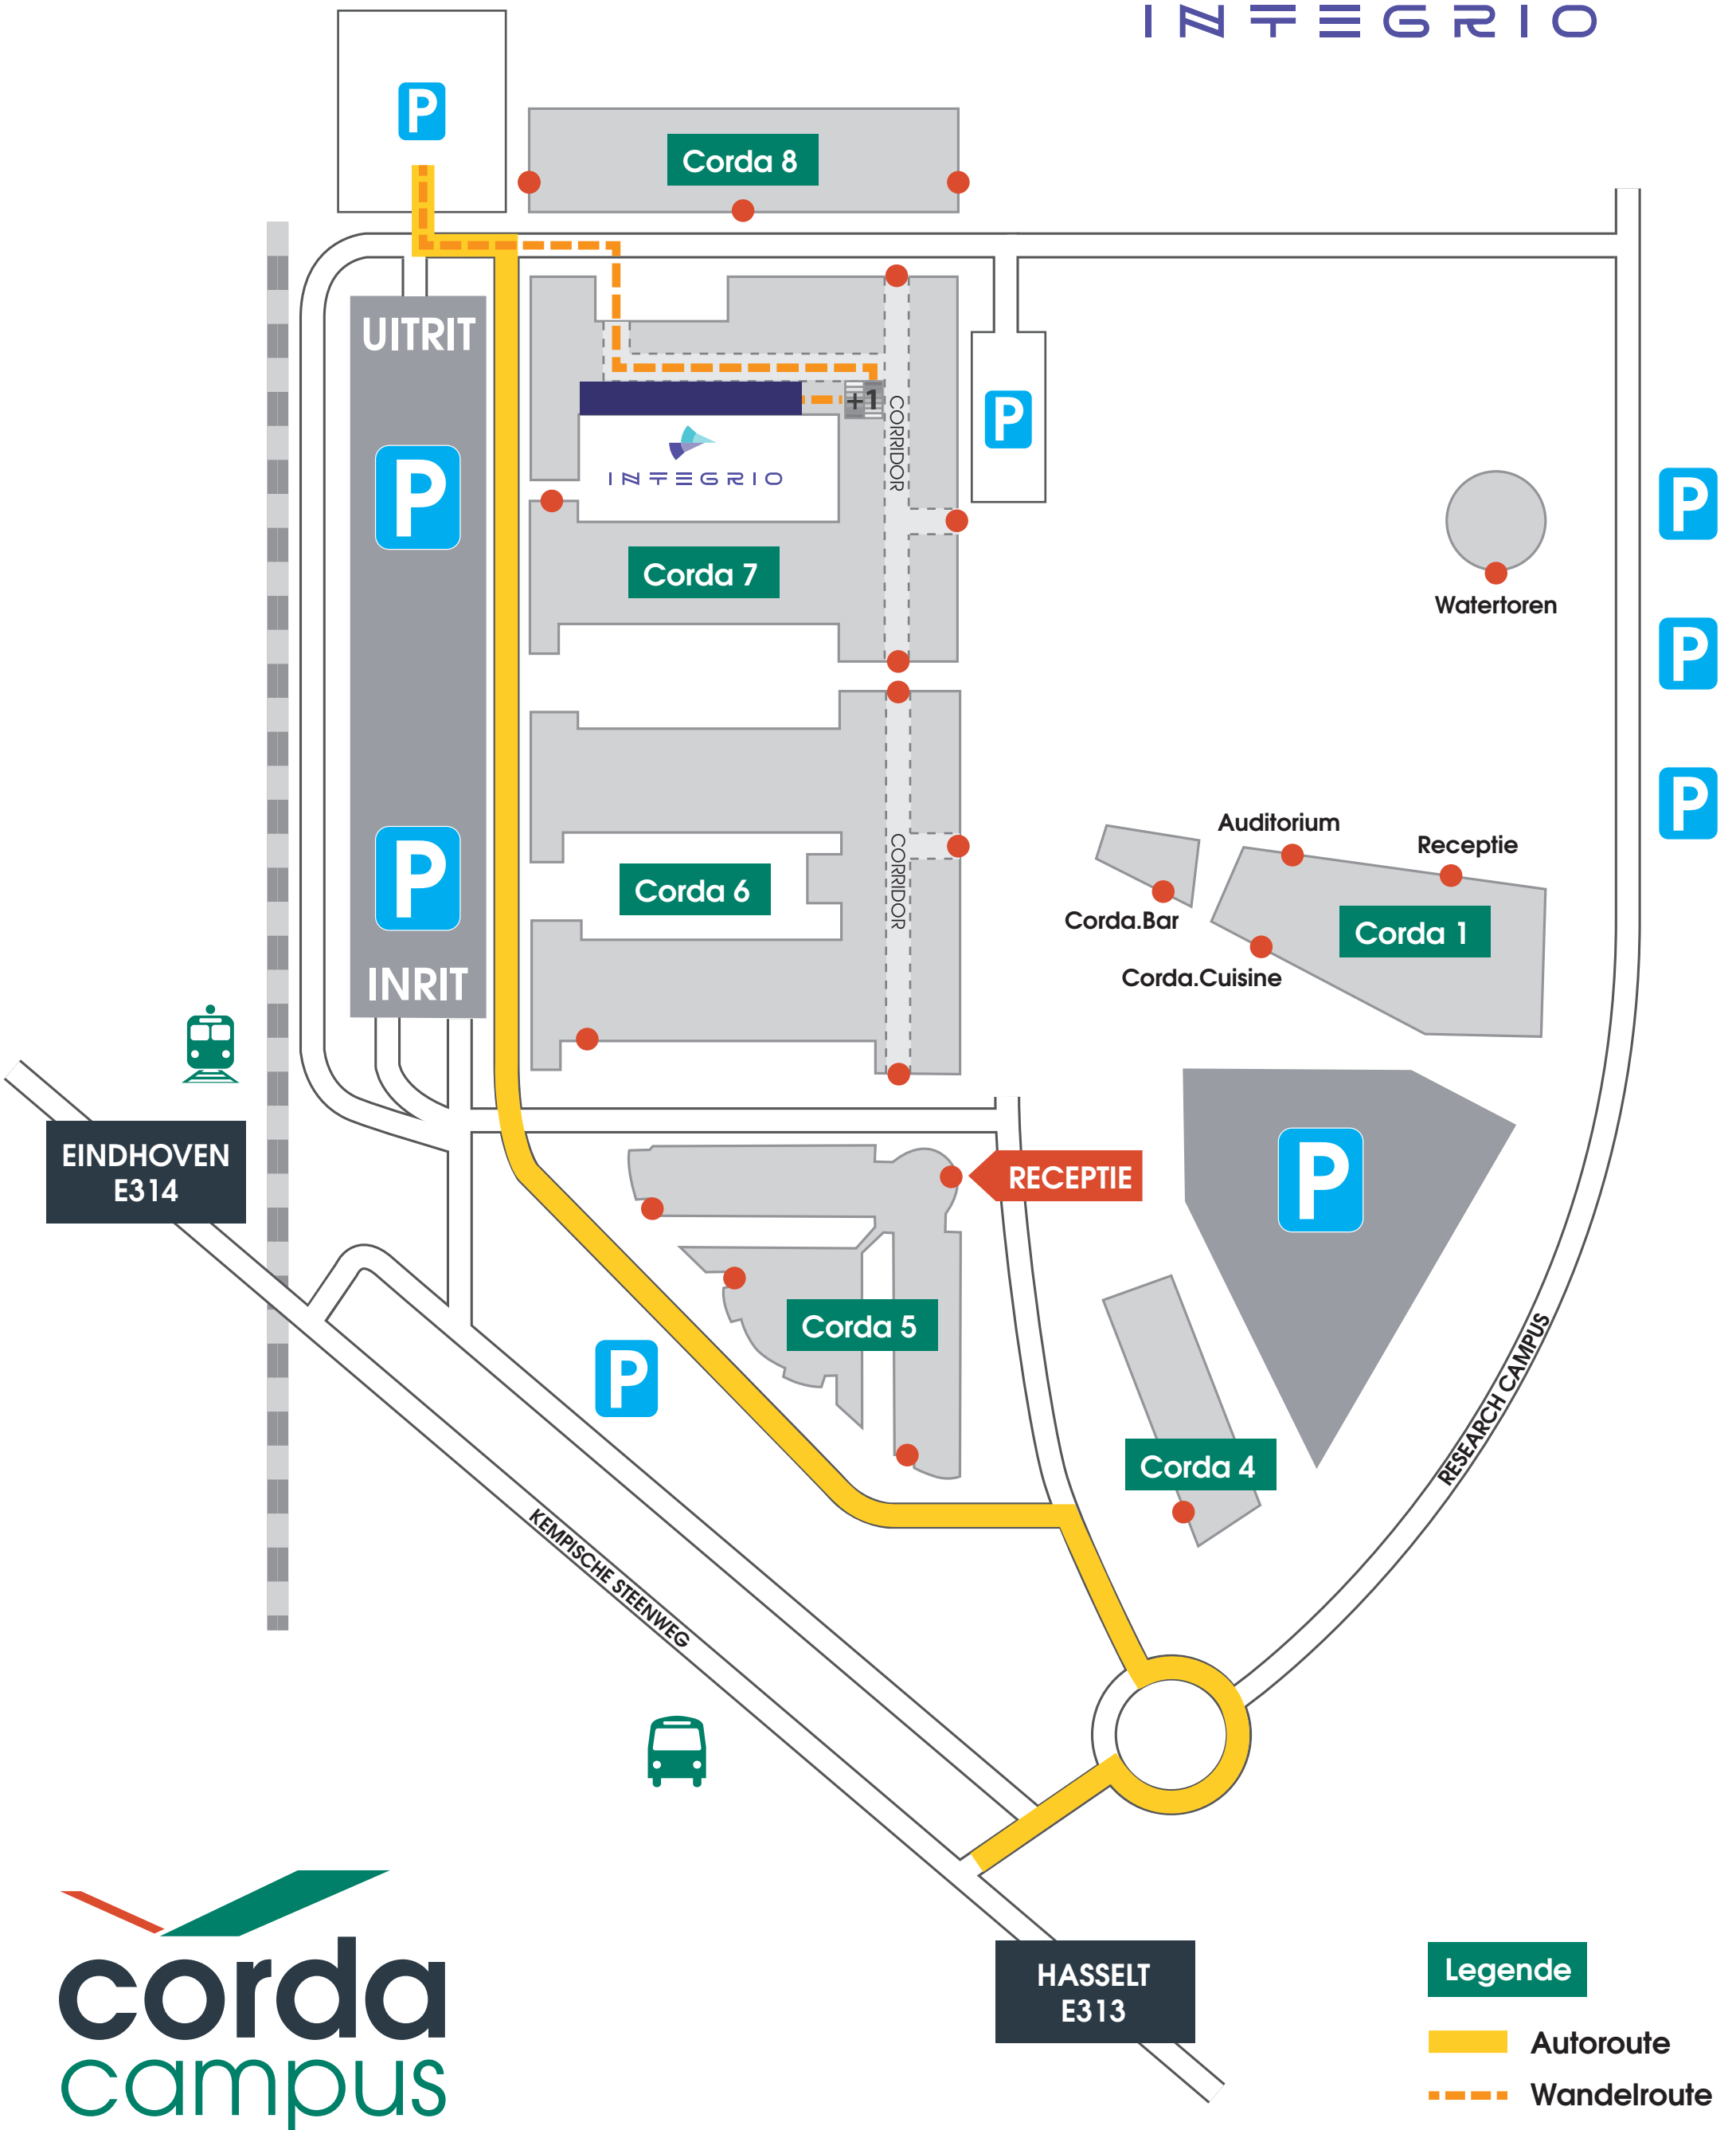 INTEGRIO
P
Corda 8
UITRIT
P
+1
CORRIDOR
P
INTEGRIO
P
Corda 7
Watertoren
P
P
P
Corda 6
CORRIDOR
Auditorium
Receptie
Corda.Bar
Corda 1
Corda.Cuisine
INRIT
EINDHOVEN
E314
RECEPTIE
P
Corda 5
P
Corda 4
RESEARCH CAMPUS
KEMPISCHE STEENWEG
HASSELT
E313
corda
campus
Legende
Autoroute
Wandelroute